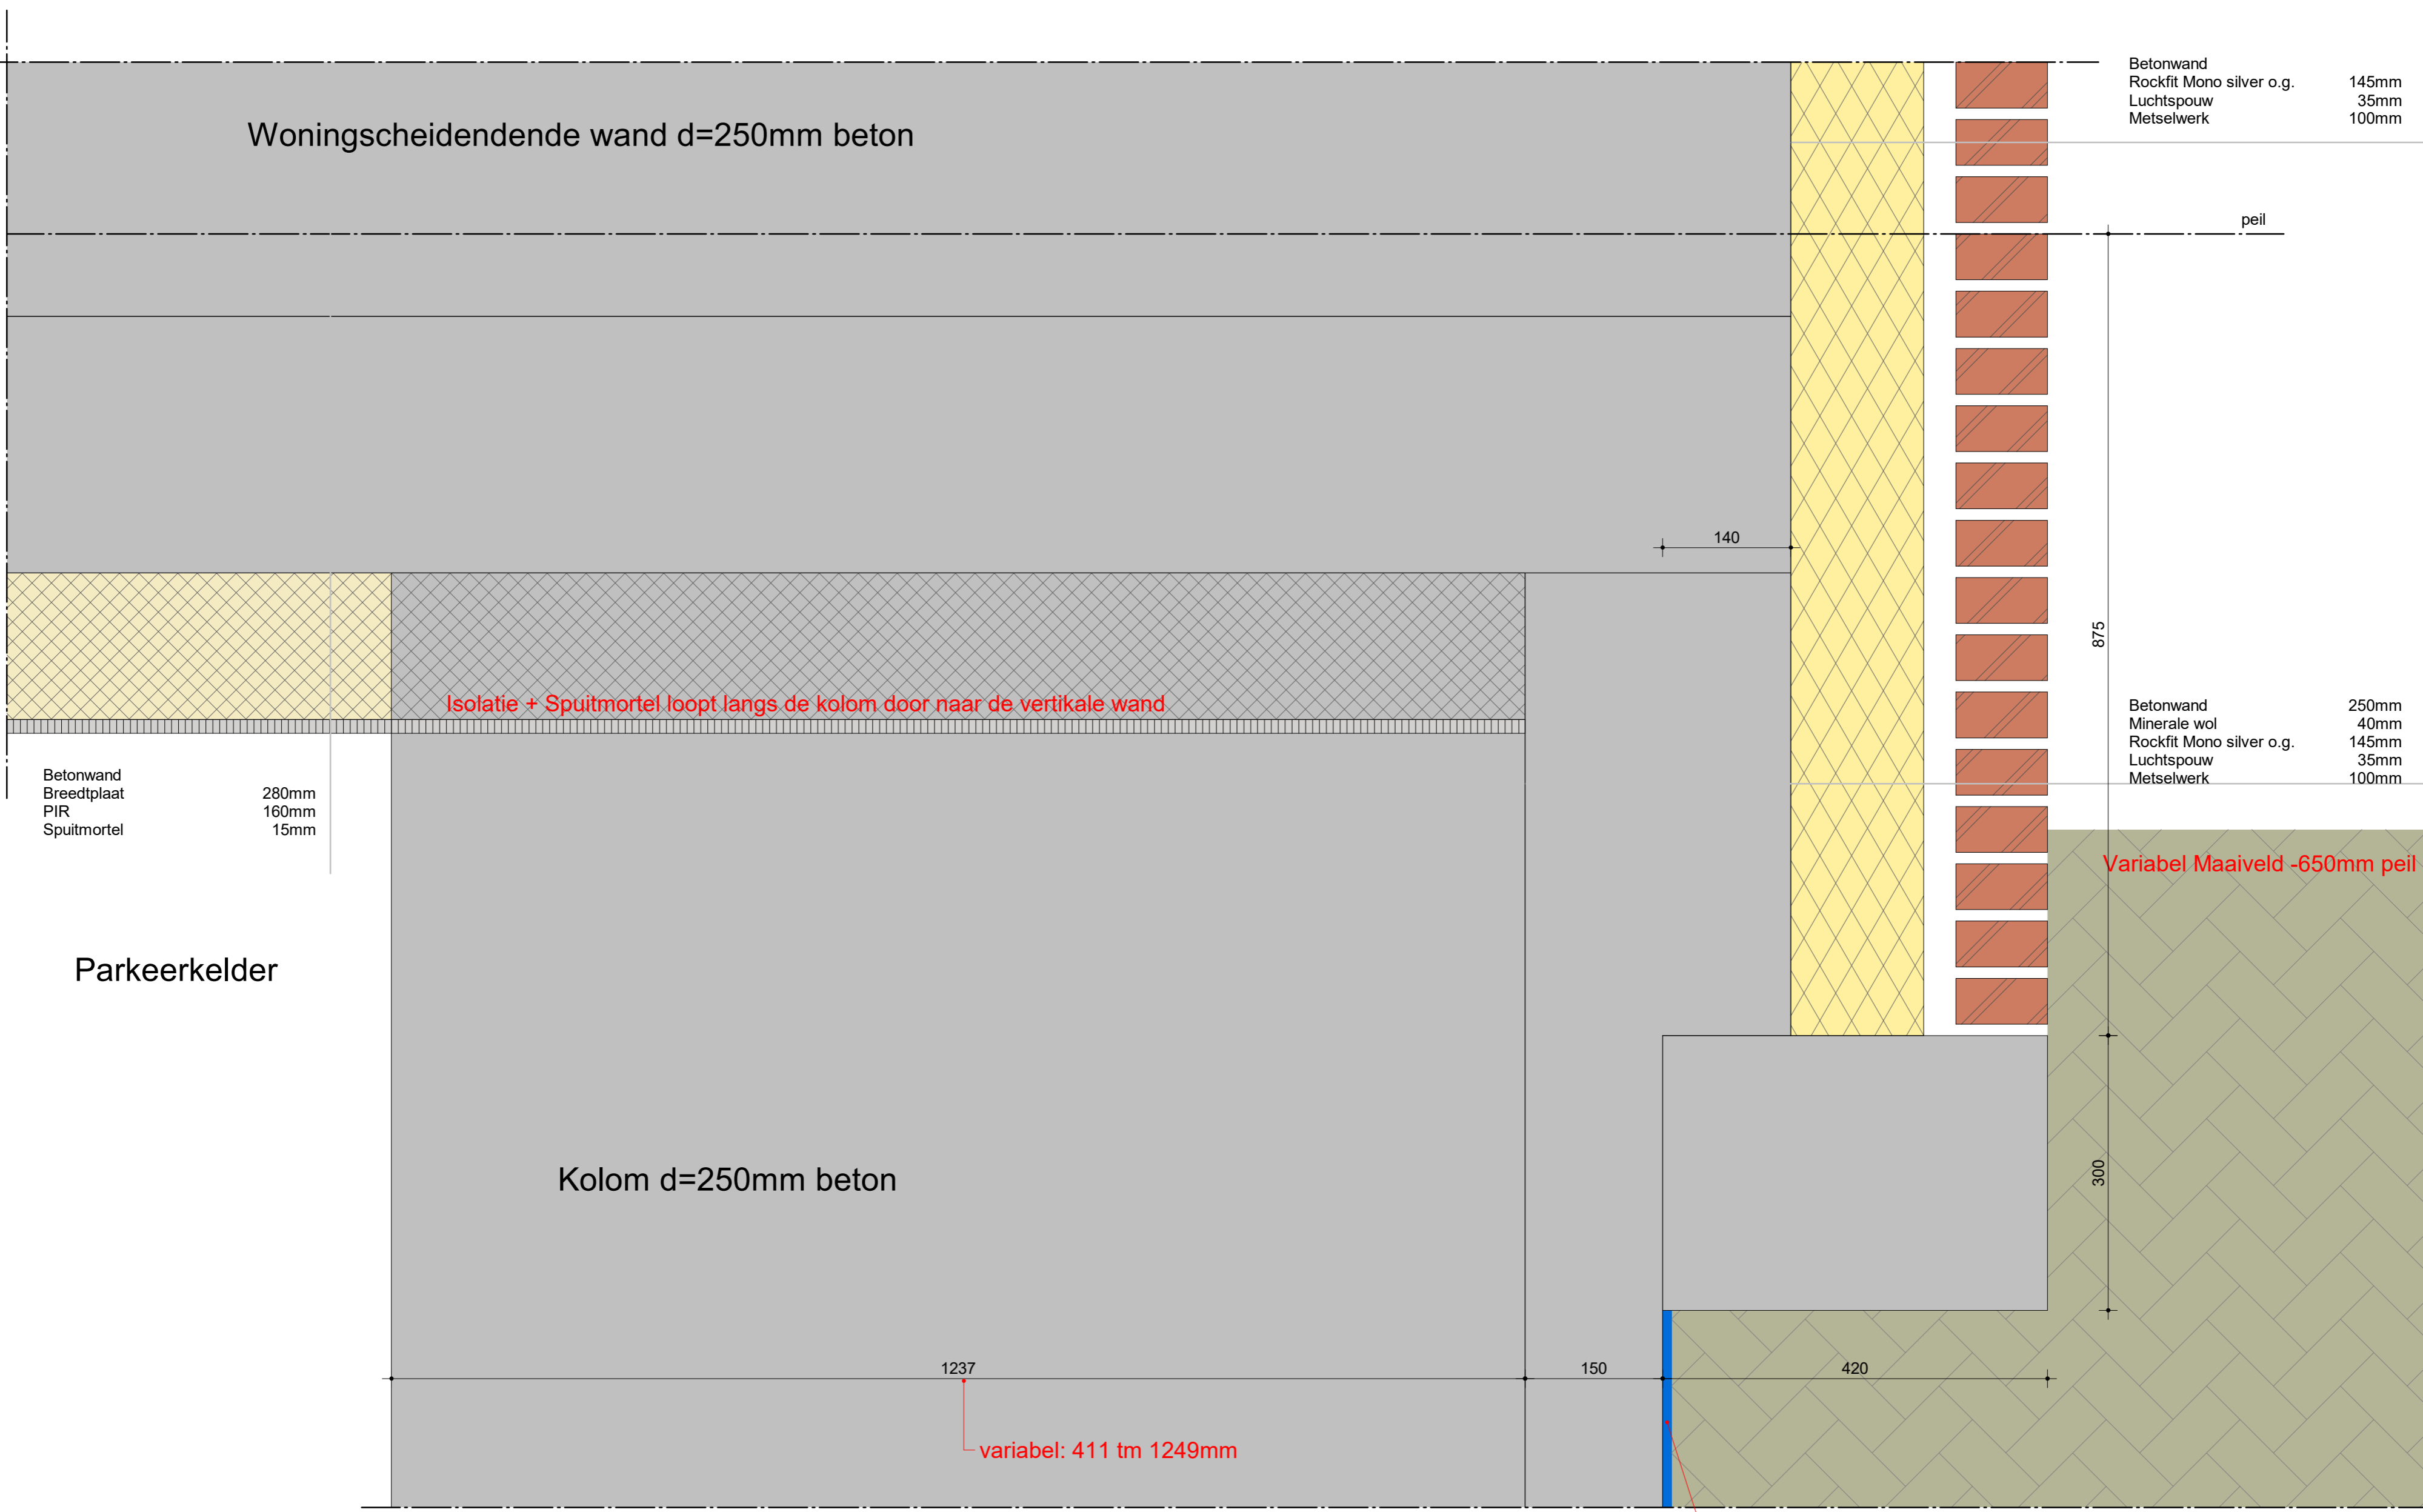 Betonwand
Rockfit Mono silver o.g. 145mm
Luchtspouw 35mm
Metselwerk 100mm
Woningscheidendende wand d=250mm beton
peil
140
875
Isolatie + Spuitmortel loopt langs de kolom door naar de vertikale wand
Betonwand 250mm
Minerale wol 40mm
Rockfit Mono silver o.g. 145mm
Luchtspouw 35mm
Metselwerk 100mm
Betonwand
Breedtplaat 280mm
PIR 160mm
Spuitmortel 15mm
Variabel Maaiveld -650mm peil
Parkeerkelder
Kolom d=250mm beton
300
1237
150
420
variabel: 411 tm 1249mm